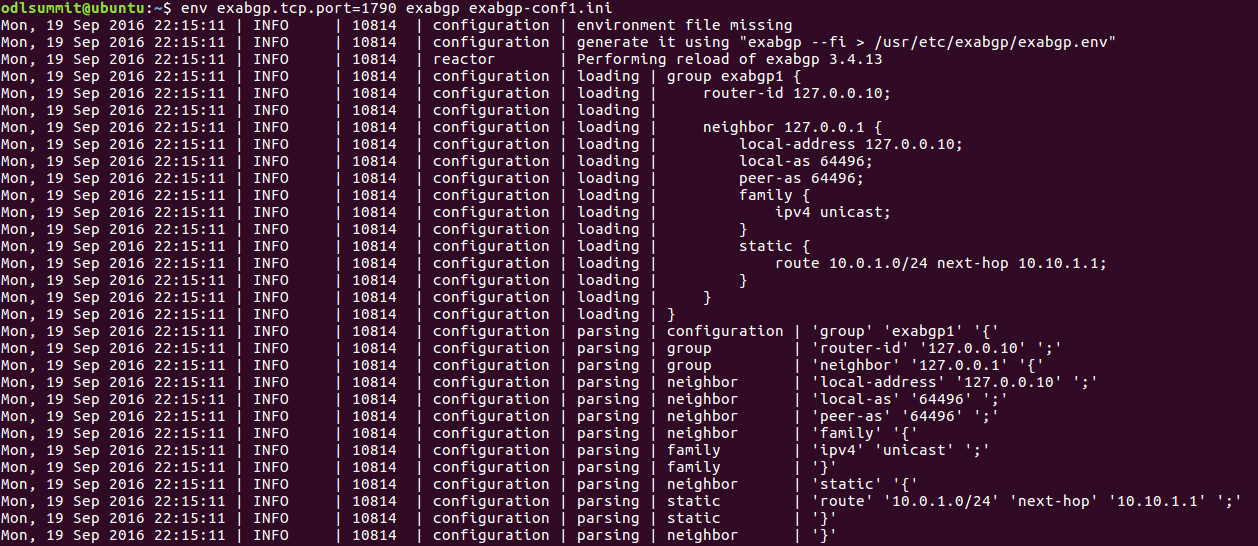 odlsummit@ubuntu:~$ env exabgp.tcp.port=1790 exabgp exabgp-conf1.ini
Mon, 19 Sep 2016 22:15:11 | INFO     | 10814  | configuration | environment file missing
Mon, 19 Sep 2016 22:15:11 | INFO     | 10814  | configuration | generate it using "exabgp --fi > /usr/etc/exabgp/exabgp.env"
Mon, 19 Sep 2016 22:15:11 | INFO     | 10814  | reactor       | Performing reload of exabgp 3.4.13
Mon, 19 Sep 2016 22:15:11 | INFO     | 10814  | configuration | loading | group exabgp1 {
Mon, 19 Sep 2016 22:15:11 | INFO     | 10814  | configuration | loading |     router-id 127.0.0.10;
Mon, 19 Sep 2016 22:15:11 | INFO     | 10814  | configuration | loading |
Mon, 19 Sep 2016 22:15:11 | INFO     | 10814  | configuration | loading |     neighbor 127.0.0.1 {
Mon, 19 Sep 2016 22:15:11 | INFO     | 10814  | configuration | loading |         local-address 127.0.0.10;
Mon, 19 Sep 2016 22:15:11 | INFO     | 10814  | configuration | loading |         local-as 64496;
Mon, 19 Sep 2016 22:15:11 | INFO     | 10814  | configuration | loading |         peer-as 64496;
Mon, 19 Sep 2016 22:15:11 | INFO     | 10814  | configuration | loading |         family {
Mon, 19 Sep 2016 22:15:11 | INFO     | 10814  | configuration | loading |             ipv4 unicast;
Mon, 19 Sep 2016 22:15:11 | INFO     | 10814  | configuration | loading |         }
Mon, 19 Sep 2016 22:15:11 | INFO     | 10814  | configuration | loading |         static {
Mon, 19 Sep 2016 22:15:11 | INFO     | 10814  | configuration | loading |             route 10.0.1.0/24 next-hop 10.10.1.1;
Mon, 19 Sep 2016 22:15:11 | INFO     | 10814  | configuration | loading |         }
Mon, 19 Sep 2016 22:15:11 | INFO     | 10814  | configuration | loading |     }
Mon, 19 Sep 2016 22:15:11 | INFO     | 10814  | configuration | loading | }
Mon, 19 Sep 2016 22:15:11 | INFO     | 10814  | configuration | parsing | configuration | 'group' 'exabgp1' '{'
Mon, 19 Sep 2016 22:15:11 | INFO     | 10814  | configuration | parsing | group         | 'router-id' '127.0.0.10' ';'
Mon, 19 Sep 2016 22:15:11 | INFO     | 10814  | configuration | parsing | group         | 'neighbor' '127.0.0.1' '{'
Mon, 19 Sep 2016 22:15:11 | INFO     | 10814  | configuration | parsing | neighbor      | 'local-address' '127.0.0.10' ';'
Mon, 19 Sep 2016 22:15:11 | INFO     | 10814  | configuration | parsing | neighbor      | 'local-as' '64496' ';'
Mon, 19 Sep 2016 22:15:11 | INFO     | 10814  | configuration | parsing | neighbor      | 'peer-as' '64496' ';'
Mon, 19 Sep 2016 22:15:11 | INFO     | 10814  | configuration | parsing | neighbor      | 'family' '{'
Mon, 19 Sep 2016 22:15:11 | INFO     | 10814  | configuration | parsing | family        | 'ipv4' 'unicast' ';'
Mon, 19 Sep 2016 22:15:11 | INFO     | 10814  | configuration | parsing | family        | '}'
Mon, 19 Sep 2016 22:15:11 | INFO     | 10814  | configuration | parsing | neighbor      | 'static' '{'
Mon, 19 Sep 2016 22:15:11 | INFO     | 10814  | configuration | parsing | static        | 'route' '10.0.1.0/24' 'next-hop' '10.10.1.1' ';'
Mon, 19 Sep 2016 22:15:11 | INFO     | 10814  | configuration | parsing | static        | '}'
Mon, 19 Sep 2016 22:15:11 | INFO     | 10814  | configuration | parsing | neighbor      | '}'